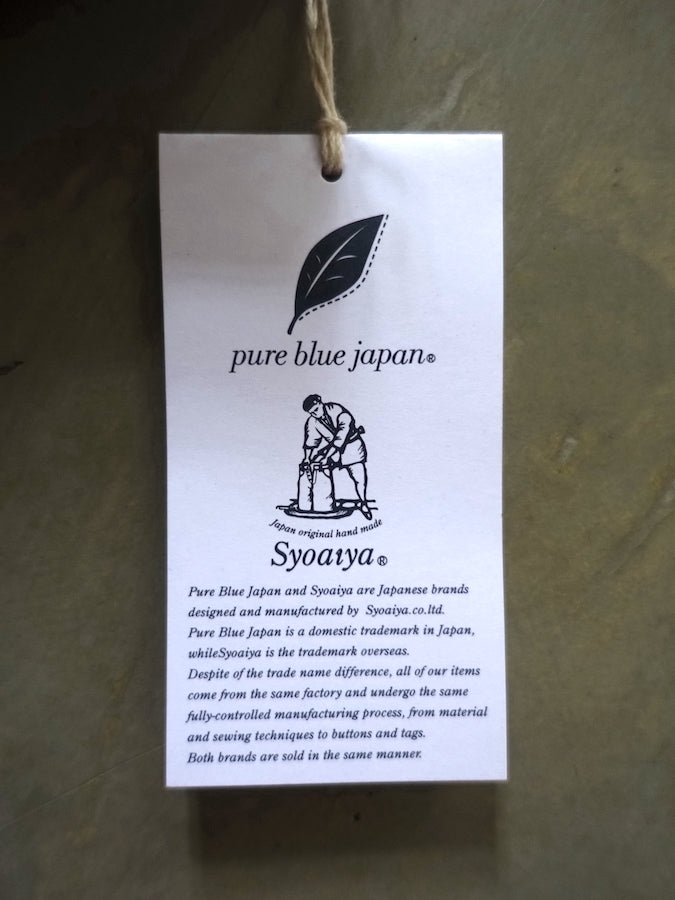 pure blue japan®
Japan original hand made
Syoaiya®
Pure Blue Japan and Syoaiya are Japanese brands
designed and manufactured by Syoaiya.co.ltd.
Pure Blue Japan is a domestic trademark in Japan,
whileSyoaiya is the trademark overseas.
Despite of the trade name difference, all of our items
come from the same factory and undergo the same
fully-controlled manufacturing process, from material
and sewing techniques to buttons and tags.
Both brands are sold in the same manner.